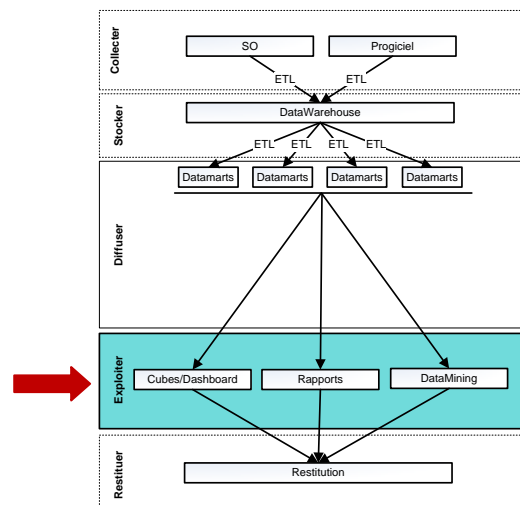 Collecter
SO
Progiciel
ETL
ETL
Stocker
DataWarehouse
ETL
ETL
ETL
ETL
Diffuser
Datamarts
Datamarts
Datamarts
Datamarts
Exploiter
Cubes/Dashboard
Rapports
DataMining
Restituer
Restitution